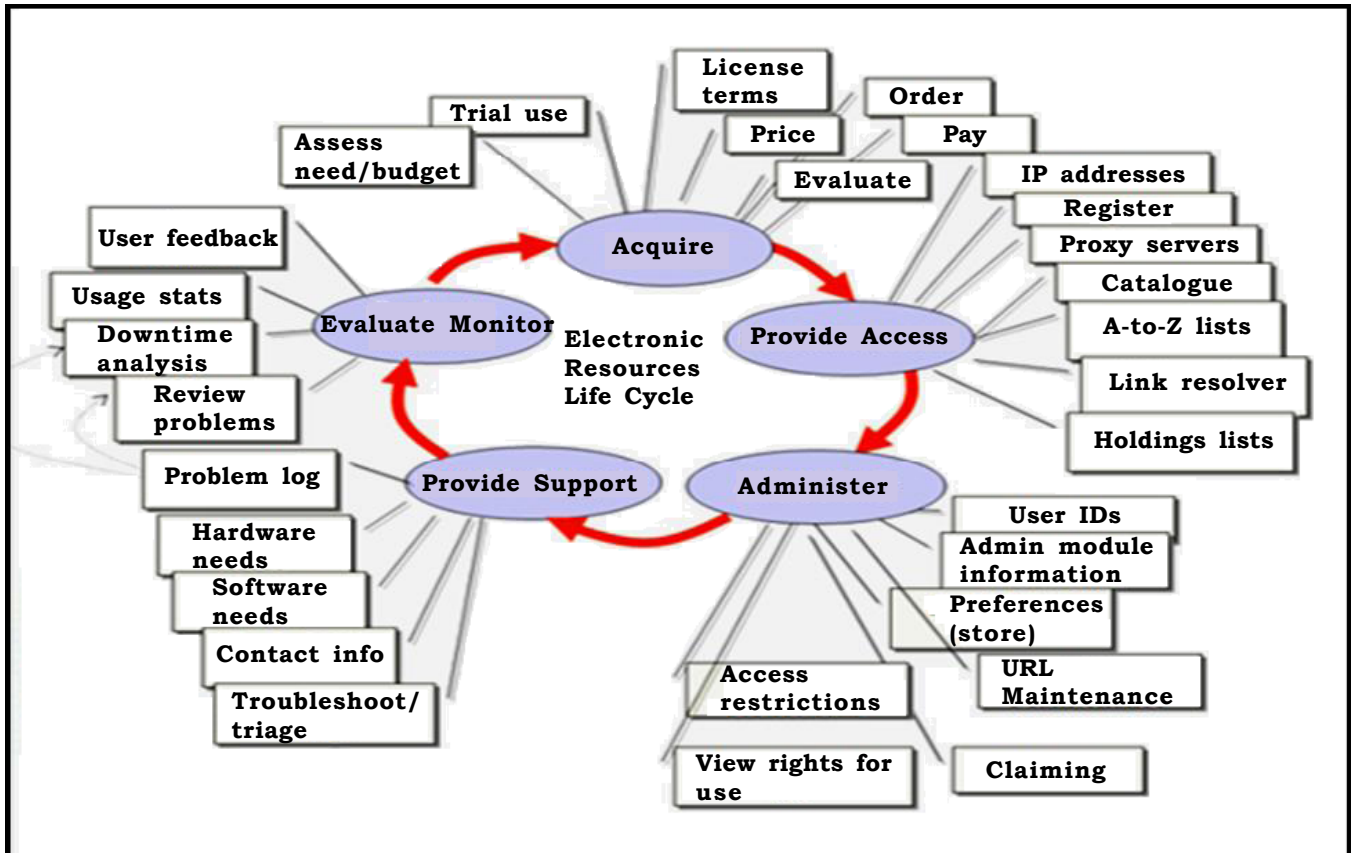 License
terms
Order
Trial use
Price
Pay
Assess
need/budget
Evaluate
IP addresses
Register
User feedback
Acquire
Proxy servers
Catalogue
Usage stats
Evaluate Monitor
Electronic
Resources
Life Cycle
Provide Access
A-to-Z lists
Downtime
analysis
Link resolver
Review
problems
Holdings lists
Problem log
Provide Support
Administer
User IDs
Hardware
needs
Admin module
information
Software
needs
Preferences
(store)
Contact info
Access
restrictions
URL
Maintenance
Troubleshoot/
triage
View rights for
use
Claiming